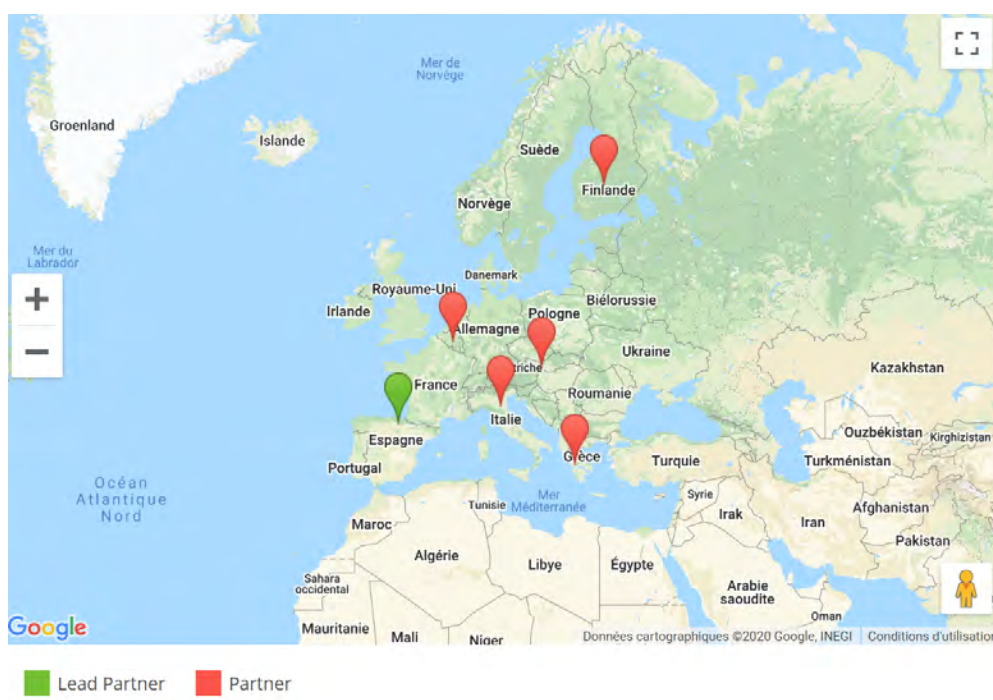 Mer de
Norvège
Groenland
Islande
Suède
Finlande
Norvège
Mer du
Labrador
Danemark
Royaume-Uni
Irlande
Biélorussie
Pologne
Allemagne
Ukraine
triche
Kazakhstan
France
Roumanie
Italie
Ouzbékistan
Kirghizistan
Espagne
Grèce
Portugal
Turquie
Turkménistan
Océan
Atlantique
Nord
Mer
Méditerranée
Tunisie
Syrie
Afghanistan
Maroc
Irak
Iran
Pakistan
Algérie
Libye
Égypte
Sahara
occidental
Arabie
saoudite
Oman
Mauritanie
Mali
Niger
Google
Données cartographiques ©2020 Google, INEGI
Conditions d'utilisation
Lead Partner
Partner